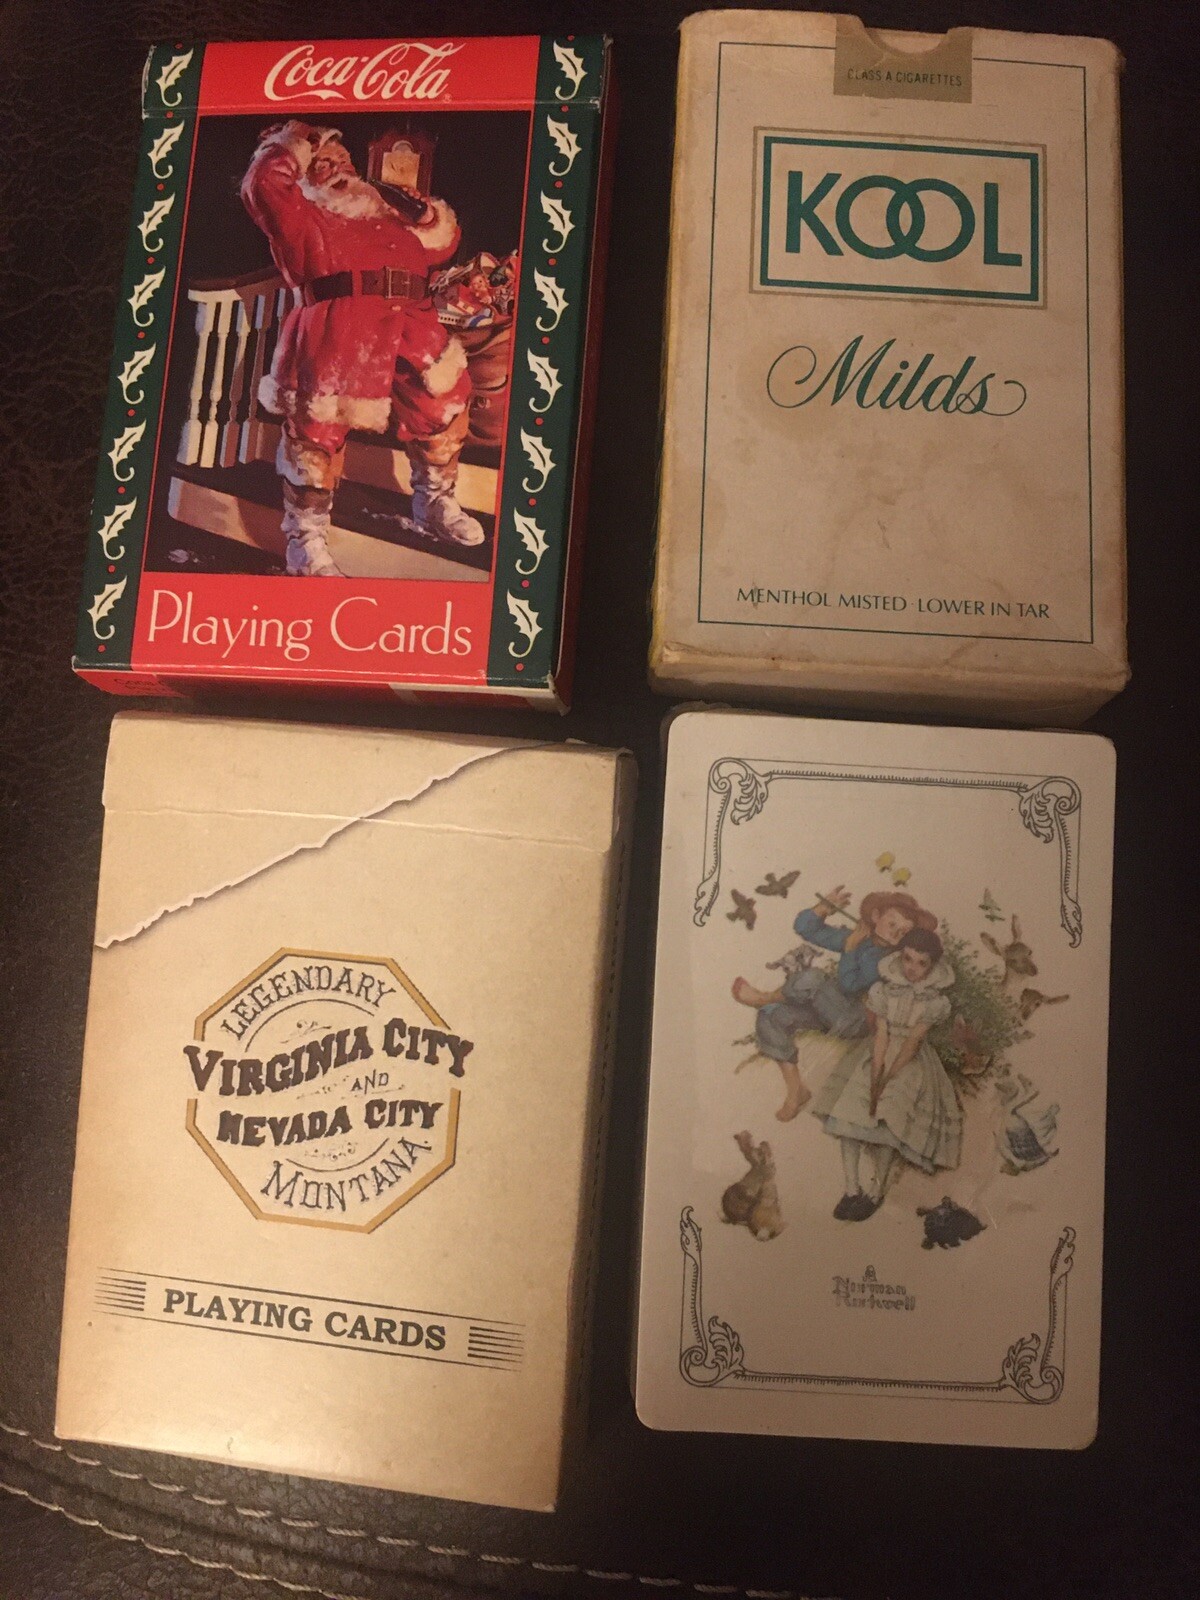 Coca-Cola
Playing Cards
CLASS A CIGARETTES
KOOL
Milds
MENTHOL MISTED · LOWER IN TAR
LEGENDARY
VIRGINIA CITY
AND
NEVADA CITY
MONTANA
PLAYING CARDS
A
Norman
Rockwell